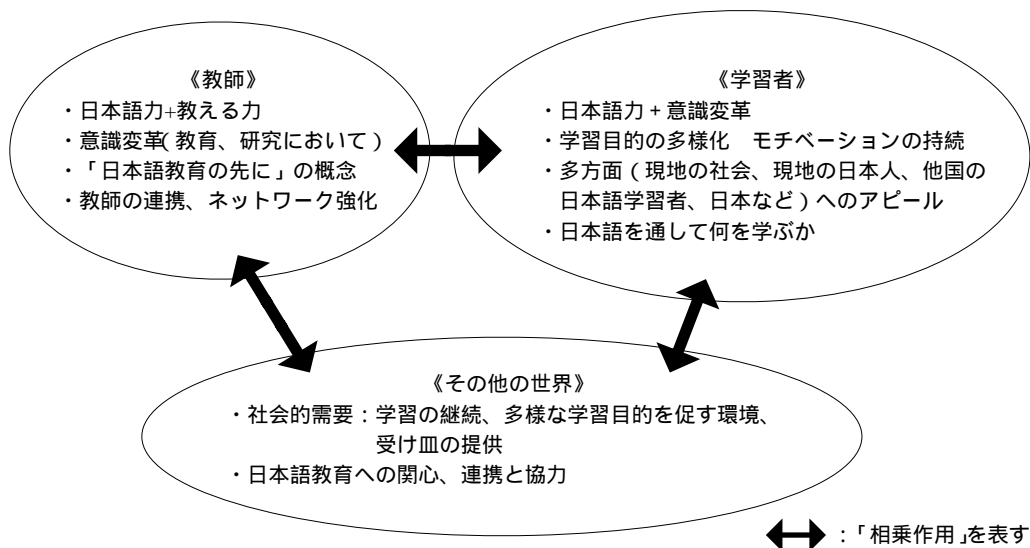 《教師》
・日本語力+教える力
・意識変革(教育、研究において)
・「日本語教育の先に」の概念
・教師の連携、ネットワーク強化
《学習者》
・日本語力+意識変革
・学習目的の多様化　モチベーションの持続
・多方面(現地の社会、現地の日本人、他国の
日本語学習者、日本など)へのアピール
・日本語を通して何を学ぶか
《その他の世界》
・社会的需要:学習の継続、多様な学習目的を促す環境、
受け皿の提供
・日本語教育への関心、連携と協力
:「相乗作用」を表す